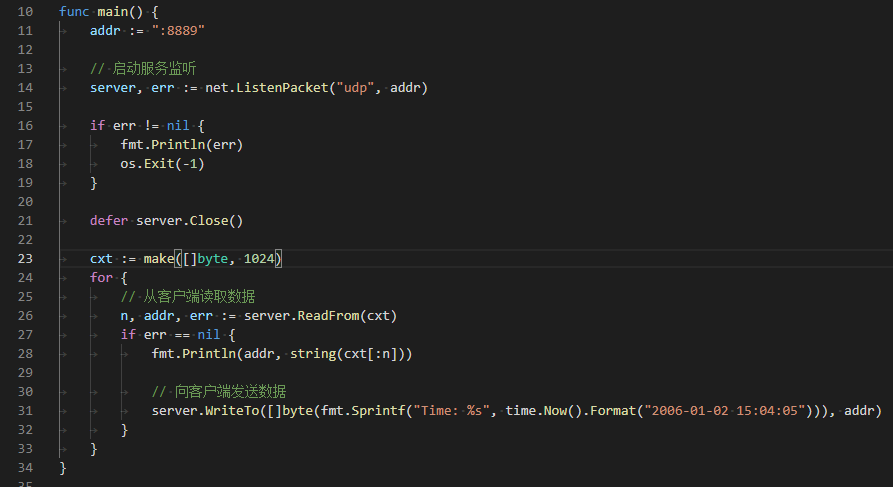 10 func main() {
11 addr := ":8889"
12
13 // 启动服务监听
14 server, err := net.ListenPacket("udp", addr)
15
16 if err != nil {
17 fmt.Println(err)
18 os.Exit(-1)
19 }
20
21 defer server.Close()
22
23 cxt := make([]byte, 1024)
24 for {
25 // 从客户端读取数据
26 n, addr, err := server.ReadFrom(cxt)
27 if err == nil {
28 fmt.Println(addr, string(cxt[:n]))
29
30 // 向客户端发送数据
31 server.WriteTo([]byte(fmt.Sprintf("Time: %s", time.Now().Format("2006-01-02 15:04:05"))), addr)
32 }
33 }
34 }